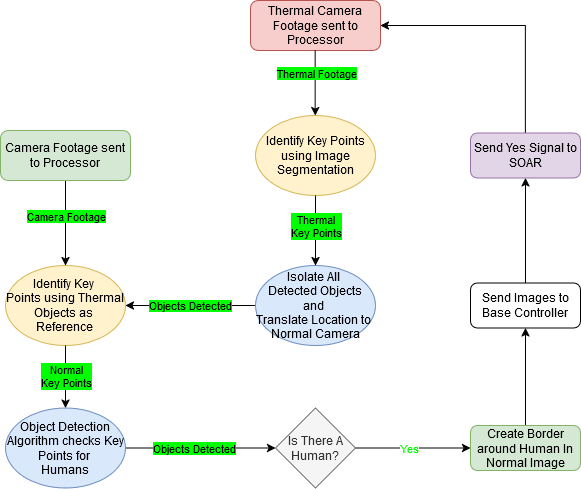 Thermal Camera
Footage sent to
Processor
Thermal Footage
Camera Footage sent
to Processor
Identify Key Points
using Image
Segmentation
Send Yes Signal to
SOAR
Camera Footage
Thermal
Key Points
Identify Key
Points using Thermal
Objects as
Reference
Objects Detected
Isolate All
Detected Objects
and
Translate Location to
Normal Camera
Send Images to
Base Controller
Normal
Key Points
Object Detection
Algorithm checks Key
Points for
Humans
Objects Detected
Is There A
Human?
Yes
Create Border
around Human In
Normal Image